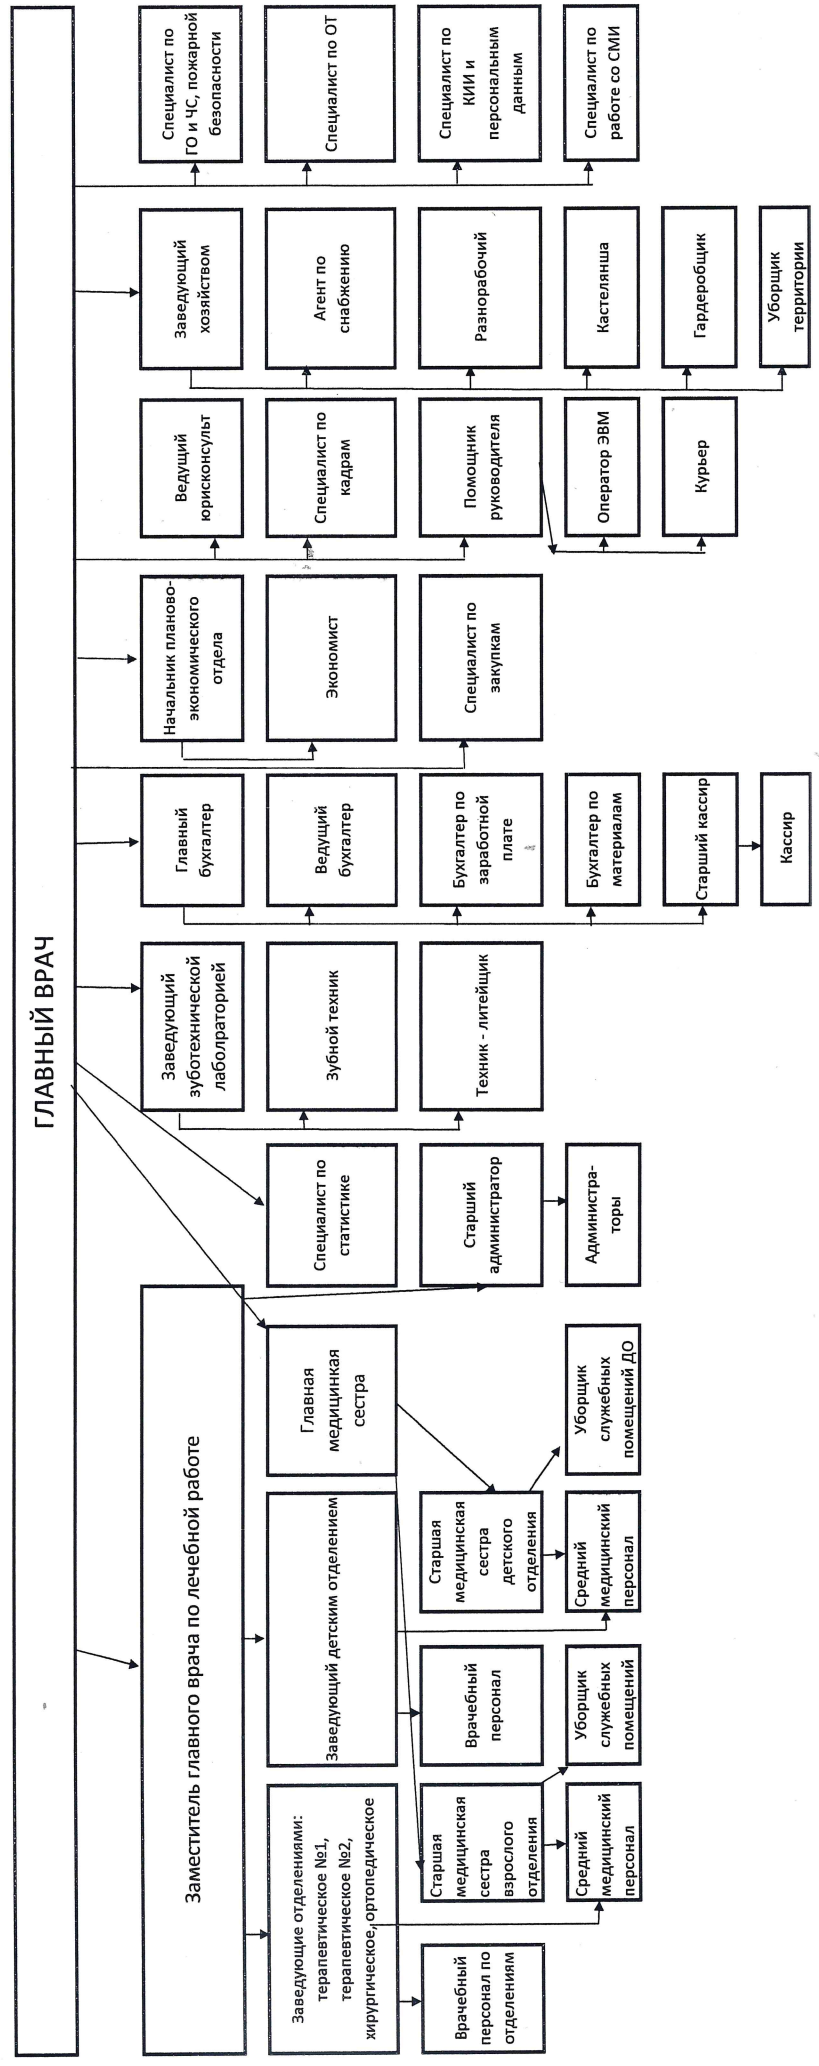 ГЛАВНЫЙ ВРАЧ
Заместитель главного врача по лечебной работе
Заведующий
зуботехнической
лаболраторией
Главный
бухгалтер
Начальник планово-
экономического
отдела
Ведущий
юрисконсульт
Заведующий
хозяйством
Специалист по
ГО и ЧС, пожарной
безопасности
Заведующие отделениями:
терапевтическое №1,
терапевтическое №2,
хирургическое, ортопедическое
Заведующий детским отделением
Главная
медицинкая
сестра
Специалист по
статистике
Зубной техник
Ведущий
бухгалтер
Экономист
Специалист по
кадрам
Агент по
снабжению
Специалист по ОТ
Врачебный
персонал по
отделениям
Старшая
медицинская
сестра
взрослого
отделения
Врачебный
персонал
Старшая
медицинская
сестра
детского
отделения
Старший
администратор
Техник - литейщик
Бухгалтер по
заработной
плате
Специалист по
закупкам
Помощник
руководителя
Разнорабочий
Специалист по
КИИ и
персональным
данным
Средний
медицинский
персонал
Уборщик
служебных
помещений
Средний
медицинский
персонал
Уборщик
служебных
помещений ДО
Администра-
торы
Бухгалтер по
материалам
Оператор ЭВМ
Кастелянша
Специалист по
работе со СМИ
Старший кассир
Курьер
Гардеробщик
Кассир
Уборщик
территории